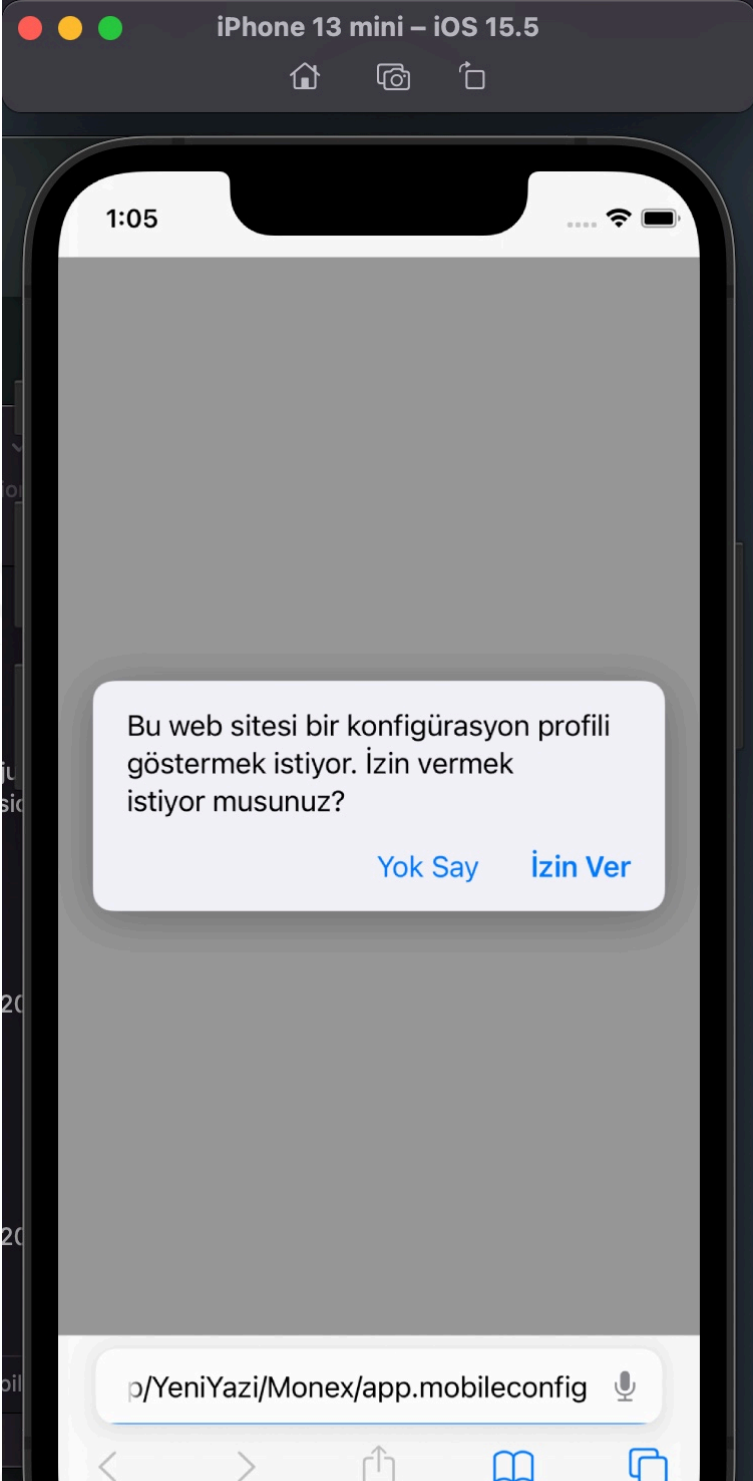 iPhone 13 mini – iOS 15.5
1:05
Bu web sitesi bir konfigürasyon profili
göstermek istiyor. İzin vermek
istiyor musunuz?
Yok Say İzin Ver
p/YeniYazi/Monex/app.mobileconfig